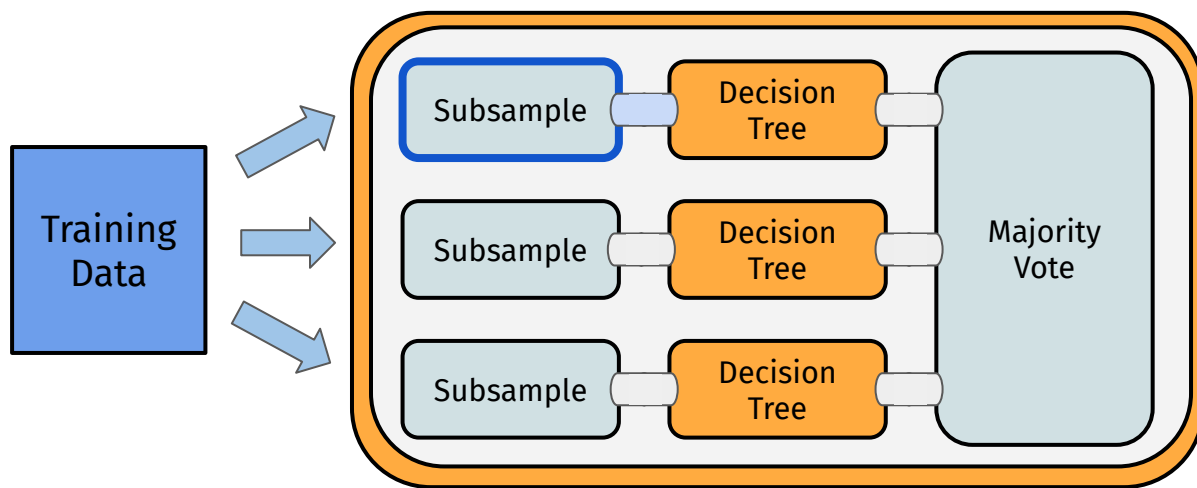 Training
Data
Subsample
Decision
Tree
Subsample
Decision
Tree
Subsample
Decision
Tree
Majority
Vote